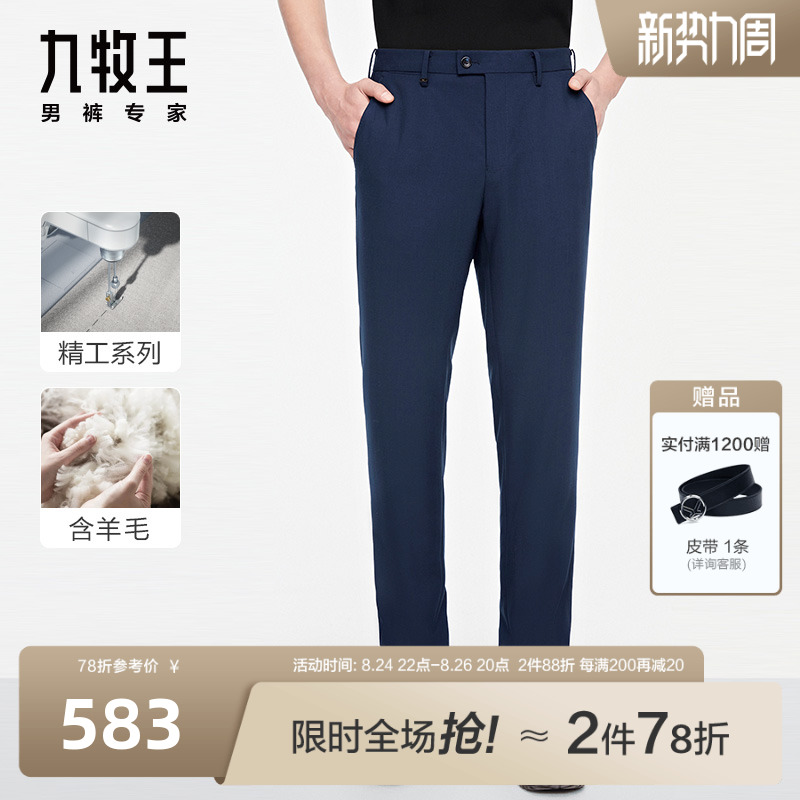 九牧王
男裤专家
新势力周
精工系列
含羊毛
赠品
实付满1200赠
皮带 1条
(详询客服)
78折参考价 ¥
583
活动时间: 8.24 22点-8.26 20点 2件88折 每满200再减20
限时全场抢! ≈ 2件78折